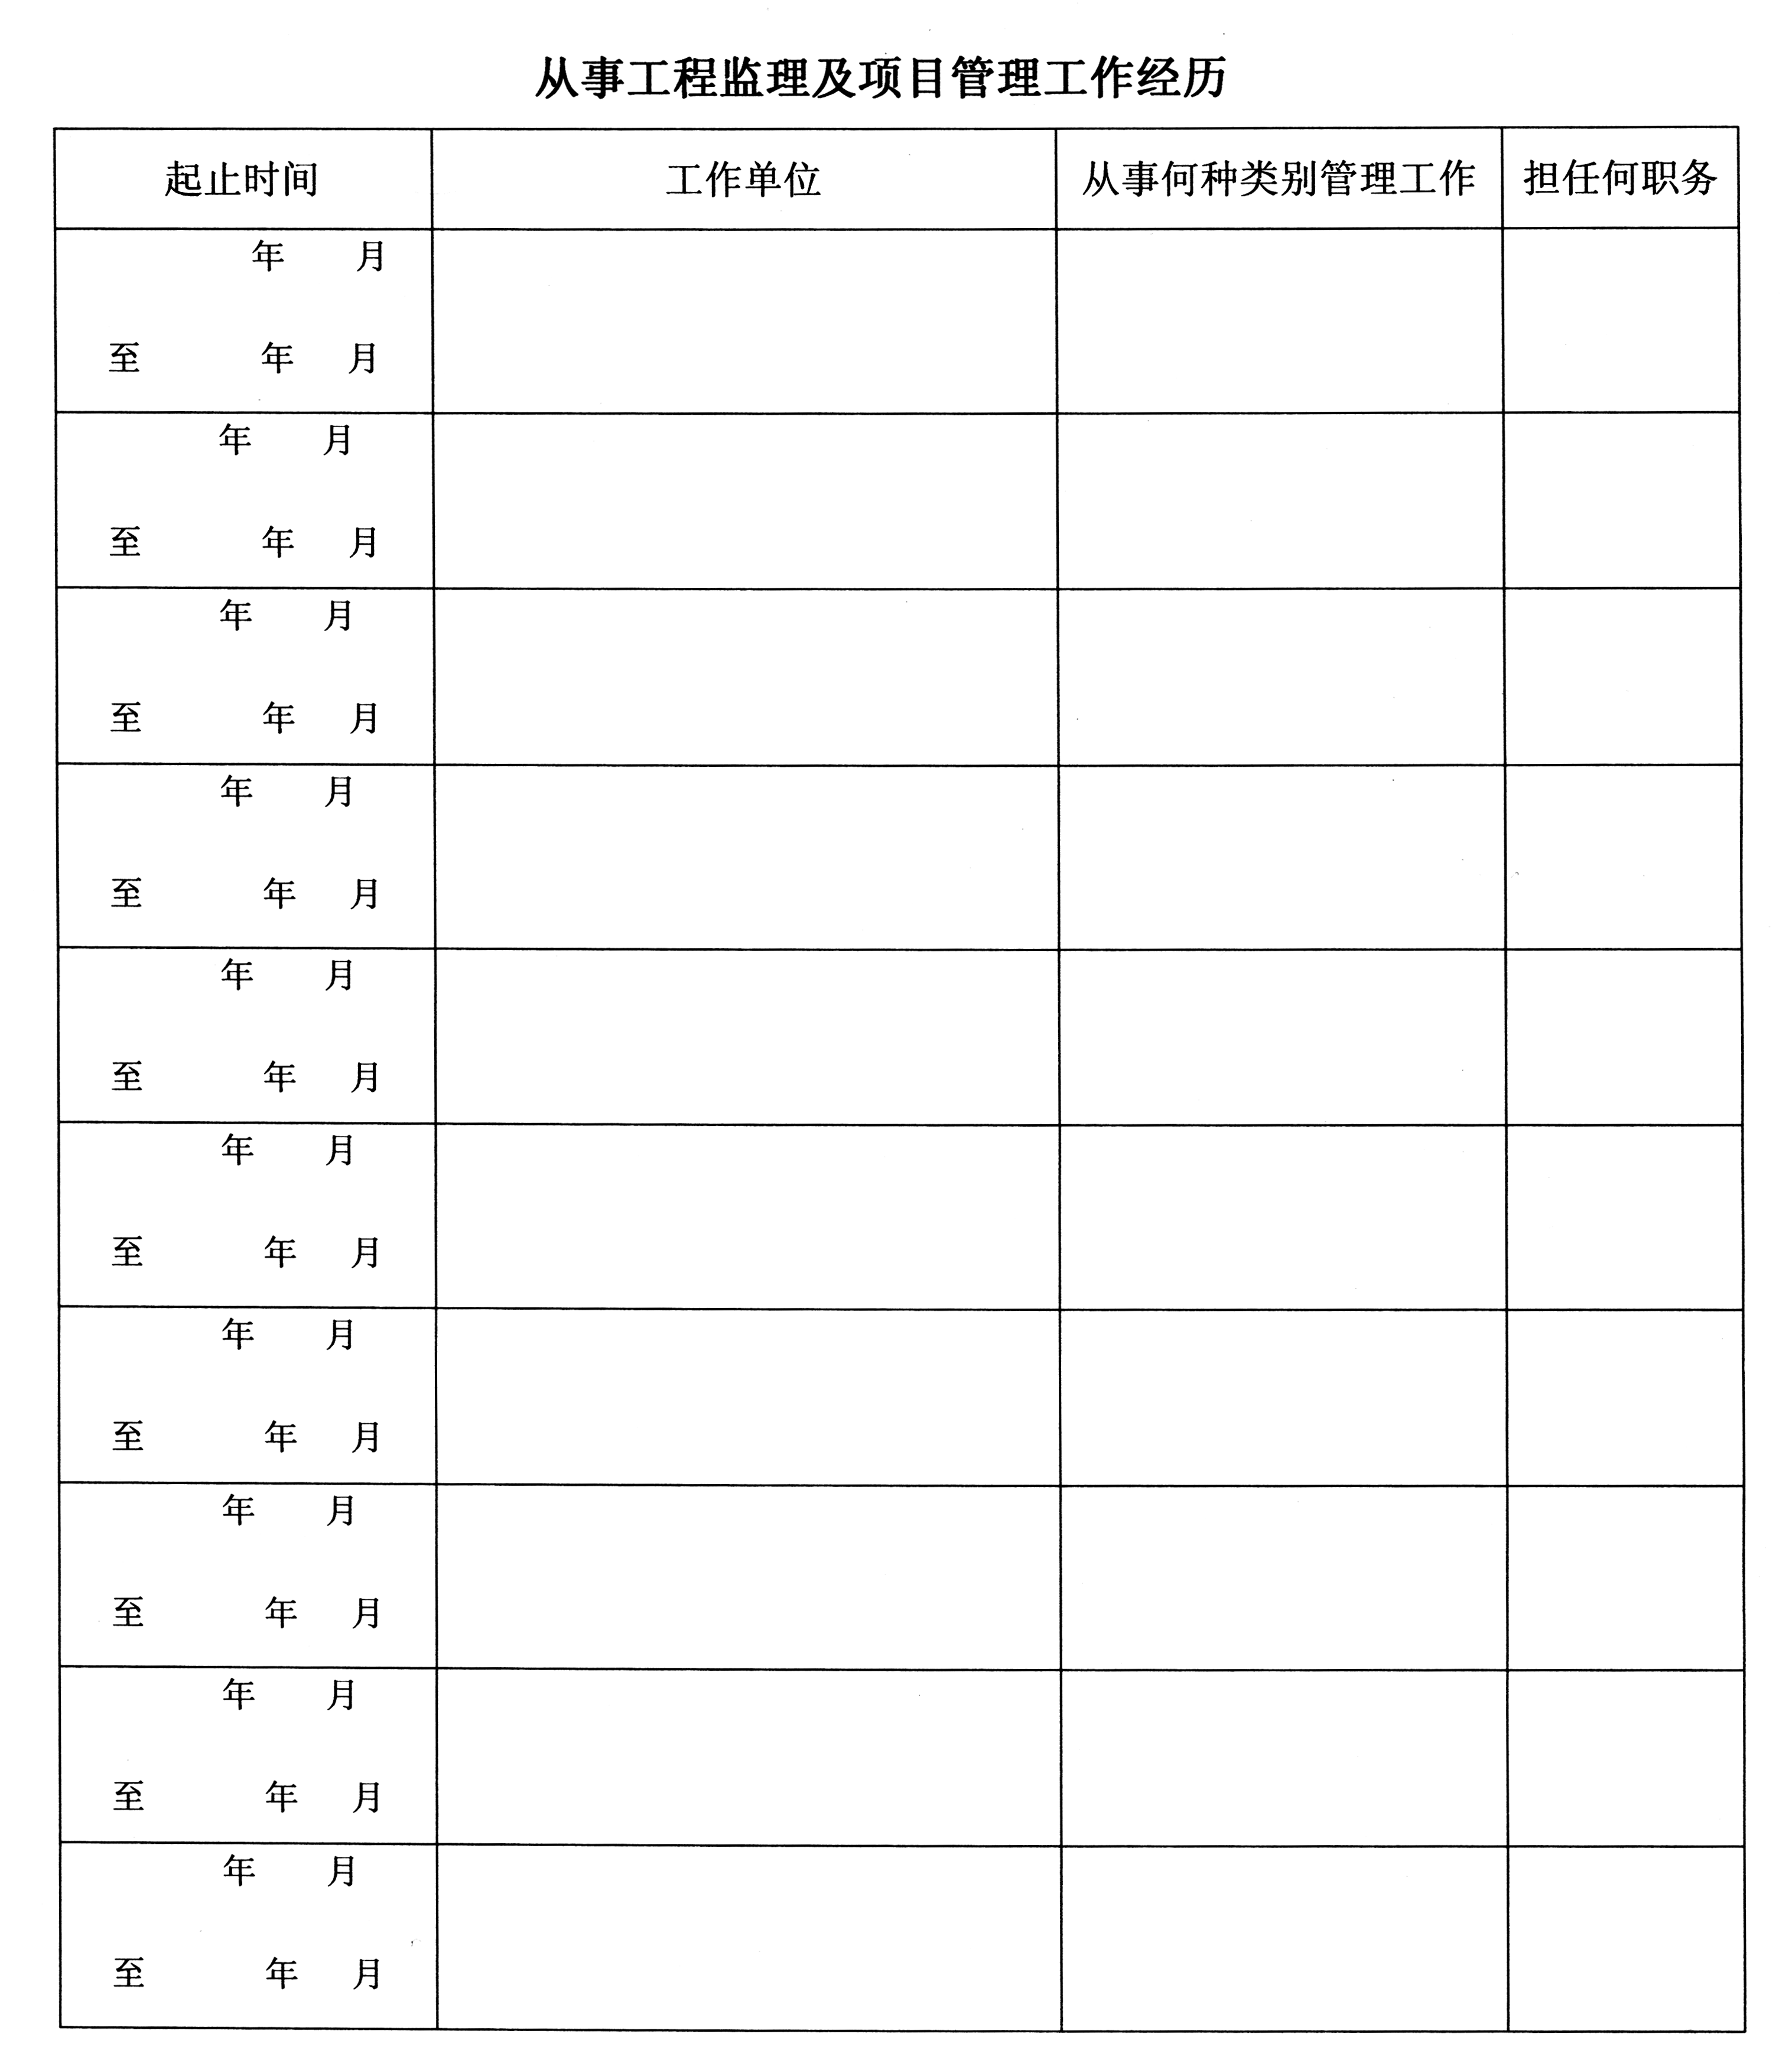 从事工程监理及项目管理工作经历
起止时间 工作单位 从事何种类别管理工作 担任何职务
年 月
至 年 月
年 月
至 年 月
年 月
至 年 月
年 月
至 年 月
年 月
至 年 月
年 月
至 年 月
年 月
至 年 月
年 月
至 年 月
年 月
至 年 月
年 月
至 年 月